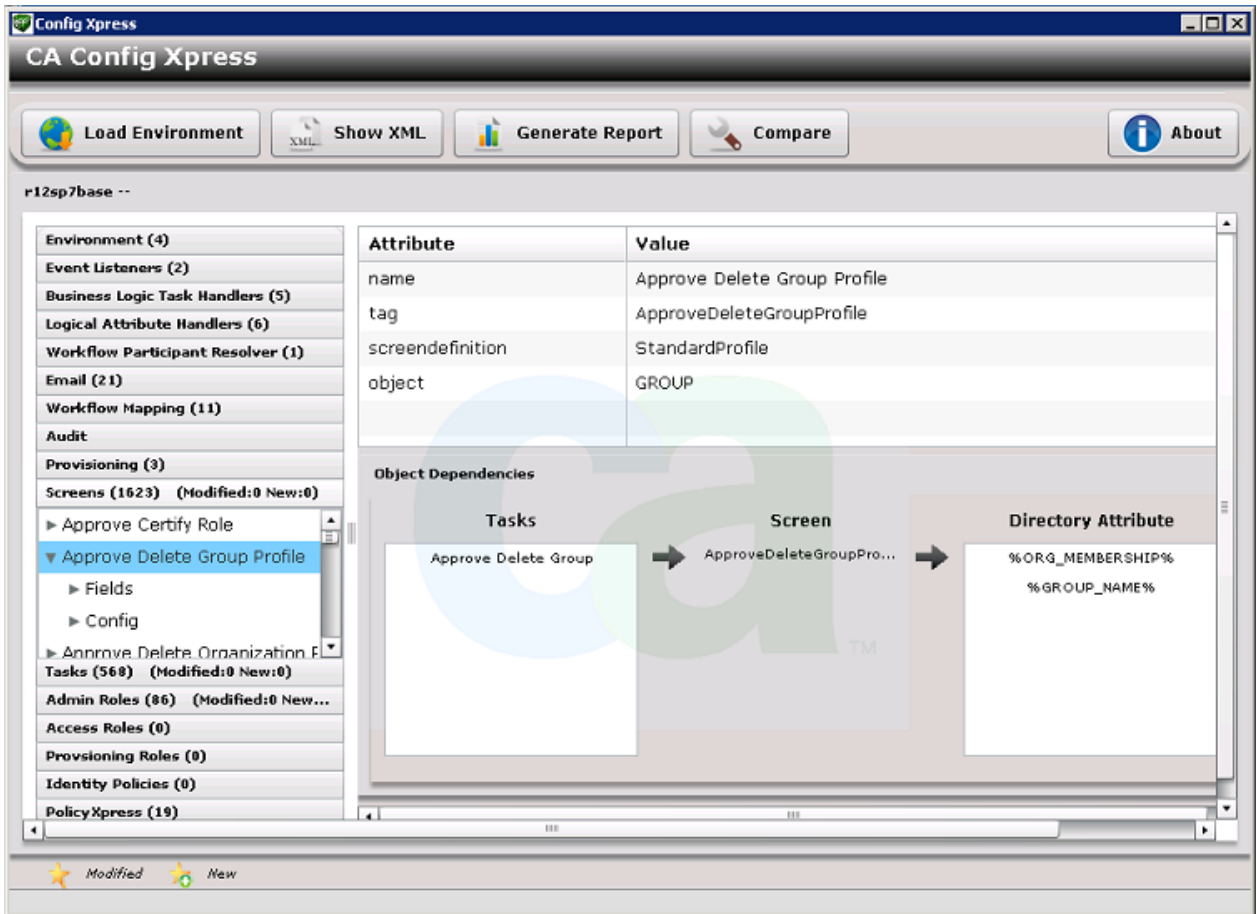 Config Xpress
CA Config Xpress
Load Environment
XML
Show XML
Generate Report
Compare
About
r12sp7base --
Environment (4)
Event Listeners (2)
Business Logic Task Handlers (5)
Logical Attribute Handlers (6)
Workflow Participant Resolver (1)
Email (21)
Workflow Mapping (11)
Audit
Provisioning (3)
Screens (1623) (Modified:0 New:0)
Approve Certify Role
Approve Delete Group Profile
Fields
Config
Approve Delete Organization
Tasks (568) (Modified:0 New:0)
Admin Roles (86) (Modified:0 New...
Access Roles (0)
Provsioning Roles (0)
Identity Policies (0)
PolicyXpress (19)
Attribute Value
name Approve Delete Group Profile
tag ApproveDeleteGroupProfile
screendefinition StandardProfile
object GROUP
ca
TM
Object Dependencies
Tasks Screen Directory Attribute
Approve Delete Group ApproveDeleteGroupPro... %ORG_MEMBERSHIP%
%GROUP_NAME%
Modified New